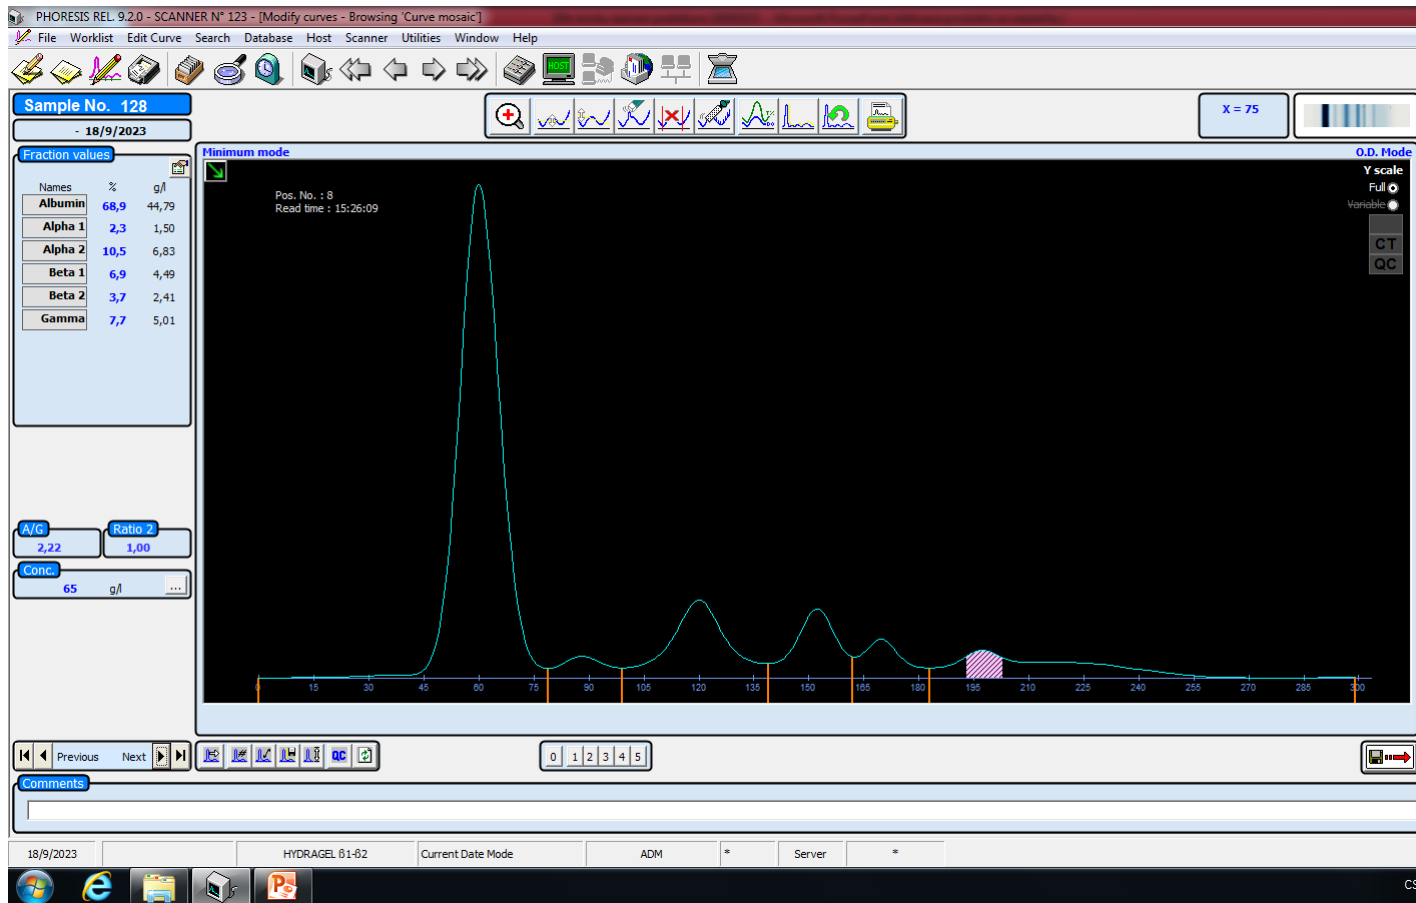 PHORESIS REL. 9.2.0 - SCANNER N° 123 - [Modify curves - Browsing 'Curve mosaic']
File Worklist Edit Curve Search Database Host Scanner Utilities Window Help
HOST
Sample No. 128
- 18/9/2023
X = 75
Fraction values
Names % g/l
Albumin 68,9 44,79
Alpha 1 2,3 1,50
Alpha 2 10,5 6,83
Beta 1 6,9 4,49
Beta 2 3,7 2,41
Gamma 7,7 5,01
A/G
2,22
Ratio 2
1,00
Conc.
65 g/l ...
Minimum mode
O.D. Mode
Pos. No. : 8
Read time : 15:26:09
Y scale
Full
Variable
CT
QC
0 15 30 45 60 75 90 105 120 135 150 165 180 195 210 225 240 255 270 285 300
Previous Next
QC
0 1 2 3 4 5
Comments
18/9/2023 HYDRAGEL ß1-ß2 Current Date Mode ADM * Server *
CS